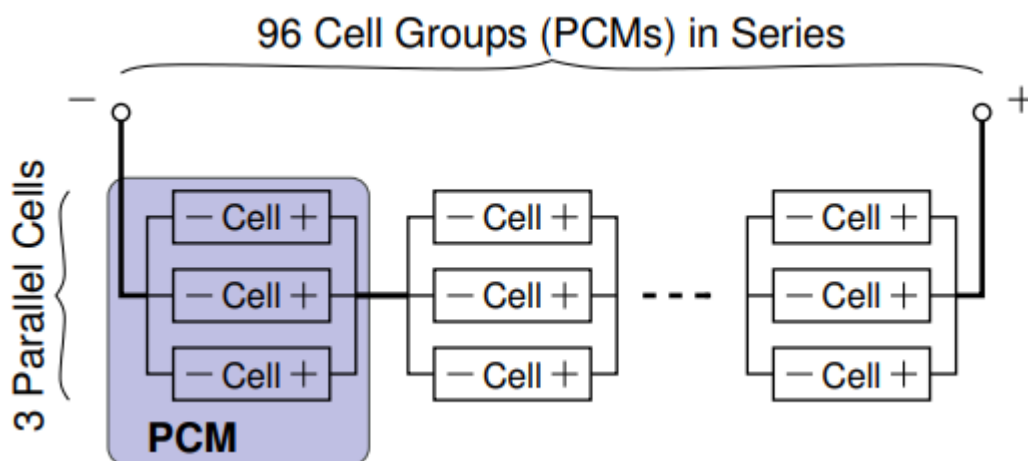 96 Cell Groups (PCMs) in Series
− +
3 Parallel Cells
− Cell + − Cell + − Cell +
− Cell + − Cell + − Cell +
− Cell + − Cell + − Cell +
PCM